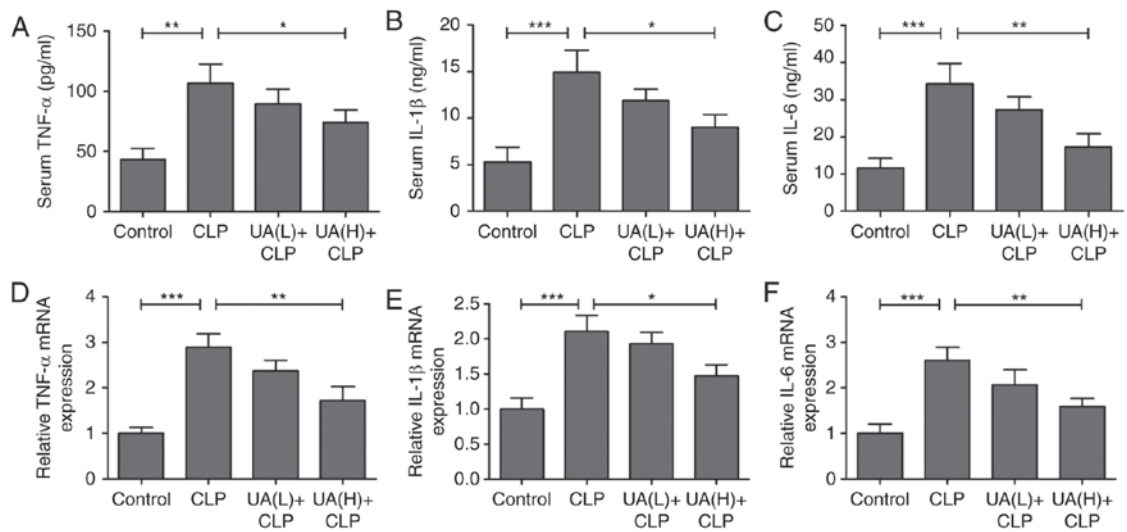 A
Serum TNF-α (pg/ml)
150
100
50
0
**
*
Control
CLP
UA(L)+
CLP
UA(H)+
CLP
B
Serum IL-1β (ng/ml)
20
15
10
5
0
***
*
Control
CLP
UA(L)+
CLP
UA(H)+
CLP
C
Serum IL-6 (ng/ml)
50
40
30
20
10
0
***
**
Control
CLP
UA(L)+
CLP
UA(H)+
CLP
D
Relative TNF-α mRNA
expression
4
3
2
1
0
***
**
Control
CLP
UA(L)+
CLP
UA(H)+
CLP
E
Relative IL-1β mRNA
expression
2.5
2.0
1.5
1.0
0.5
0.0
***
*
Control
CLP
UA(L)+
CLP
UA(H)+
CLP
F
Relative IL-6 mRNA
expression
4
3
2
1
0
***
**
Control
CLP
UA(L)+
CLP
UA(H)+
CLP